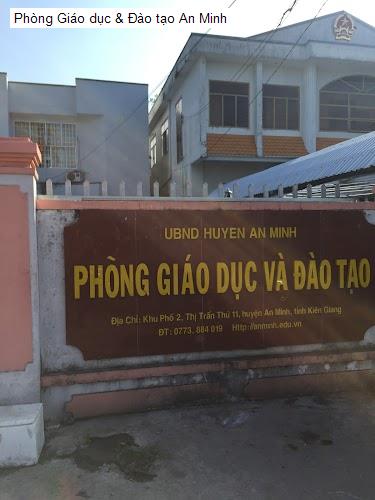 Phòng Giáo dục & Đào tạo An Minh
UBND HUYEN AN MINH
PHÒNG GIÁO DỤC VÀ ĐÀO TẠO
Địa Chỉ: Khu Phố 2, Thị Trấn Thứ 11, huyện An Minh, tỉnh Kiên Giang
ĐT: 0773. 884 019 Http://anminh.edu.vn